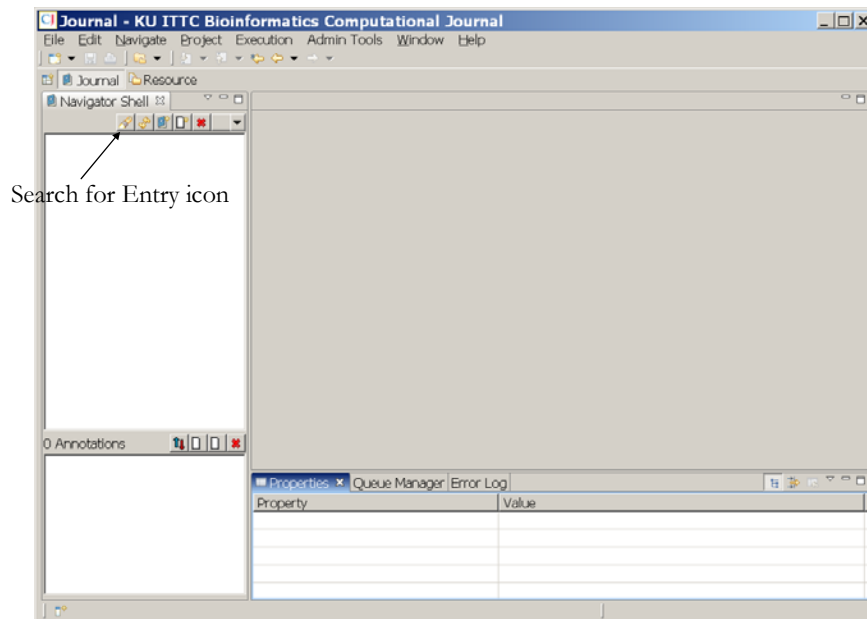 CJ Journal - KU ITTC Bioinformatics Computational Journal
File Edit Navigate Project Execution Admin Tools Window Help
Journal Resource
Navigator Shell
Search for Entry icon
0 Annotations
Properties Queue Manager Error Log
Property Value